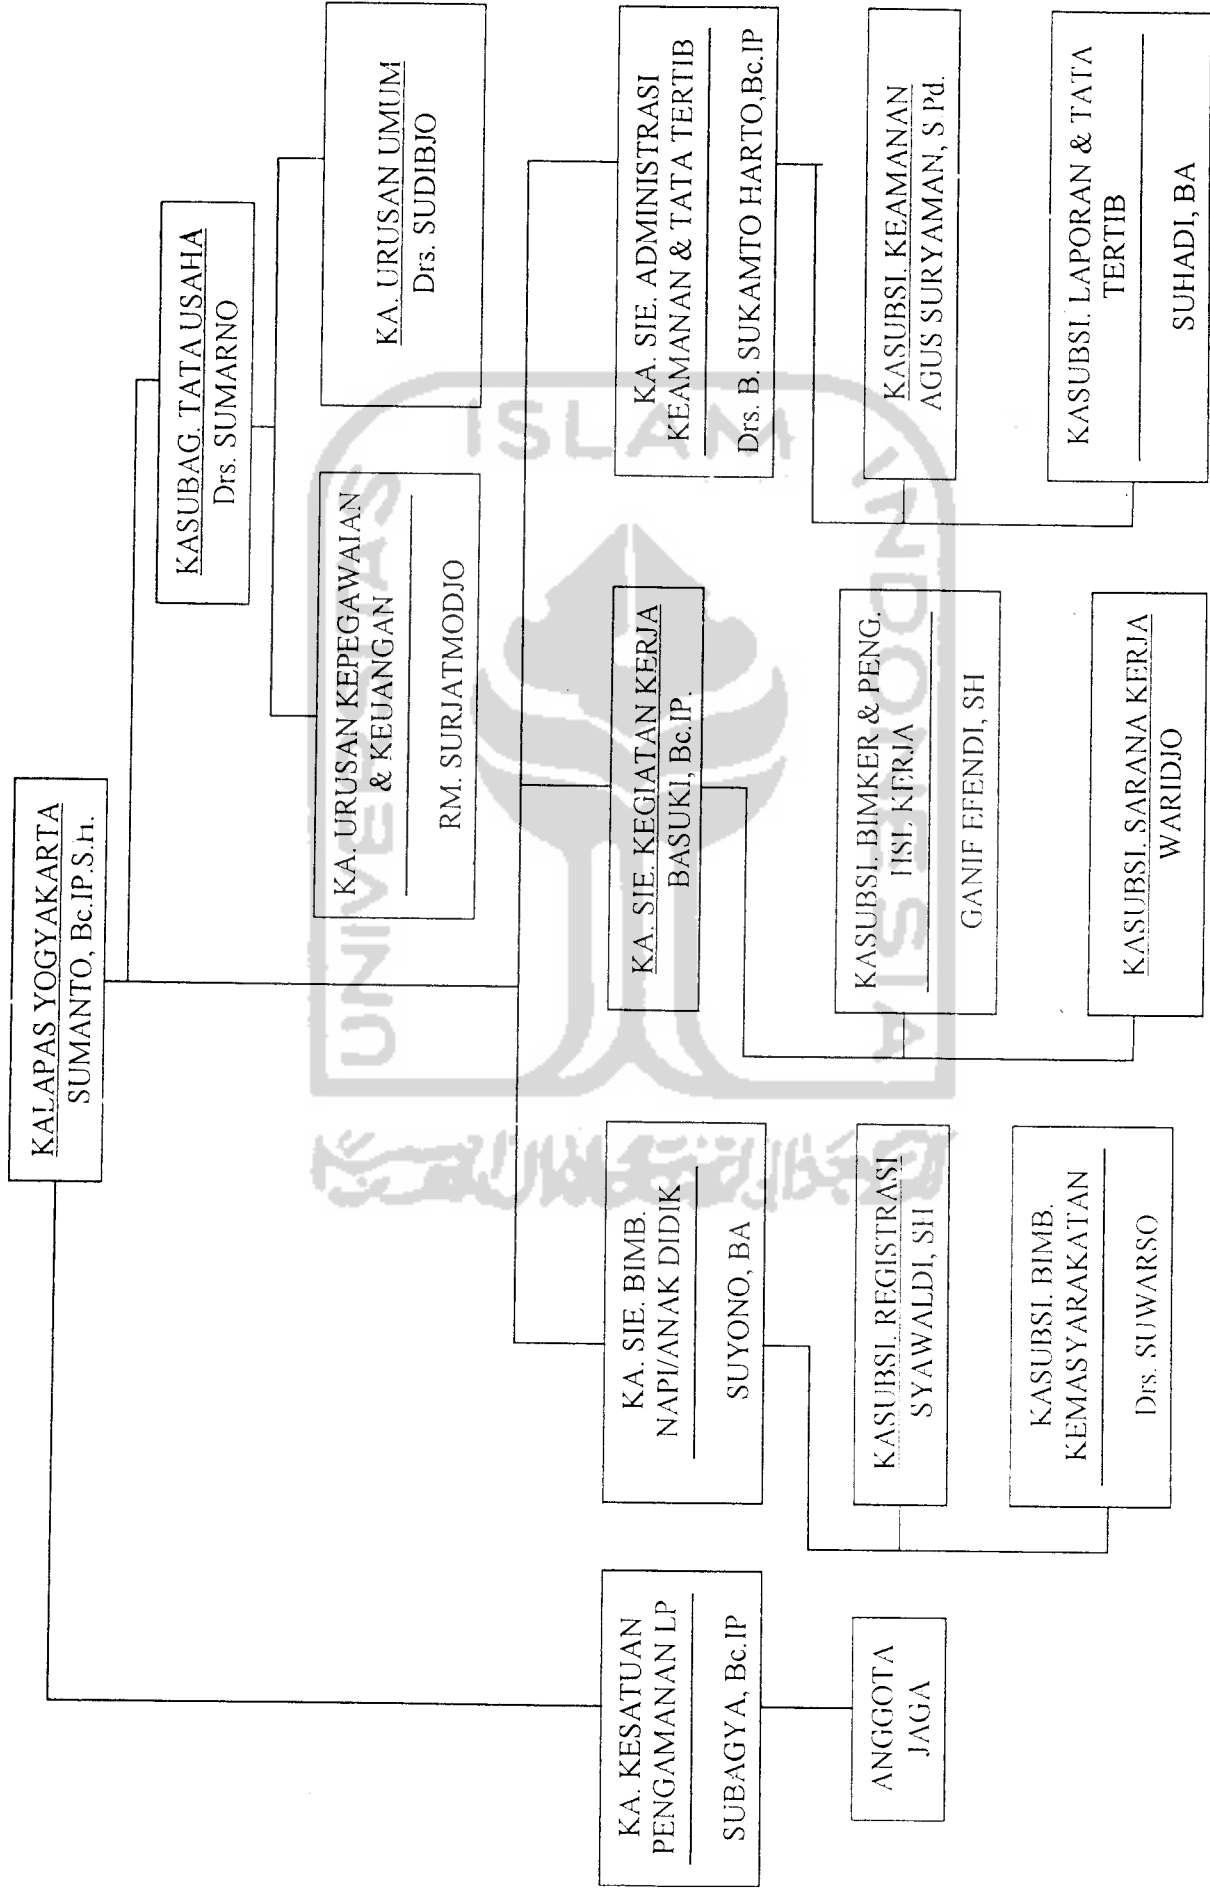 KALAPAS YOGYAKARTA
SUMANTO, Bc.IP.S.h.
KASUBAG. TATA USAHA
Drs. SUMARNO
KA. URUSAN KEPEGAWAIAN
& KEUANGAN
RM. SURJATMODJO
KA. URUSAN UMUM
Drs. SUDIBJO
KA. KESATUAN
PENGAMANAN LP
SUBAGYA, Bc.IP
ANGGOTA
JAGA
KA. SIE. BIMB.
NAPI/ANAK DIDIK
SUYONO, BA
KASUBSI. REGISTRASI
SYAWALDI, SH
KASUBSI. BIMB.
KEMASYARAKATAN
Drs. SUWARSO
KA. SIE. KEGIATAN KERJA
BASUKI, Bc.IP.
KASUBSI. BIMKER & PENG.
HSL. KERJA
GANIF EFENDI, SH
KASUBSI. SARANA KERJA
WARIDJO
KA. SIE. ADMINISTRASI
KEAMANAN & TATA TERTIB
Drs. B. SUKAMTO HARTO,Bc.IP
KASUBSI. KEAMANAN
AGUS SURYAMAN, S Pd.
KASUBSI. LAPORAN & TATA
TERTIB
SUHADI, BA
UNIVERSITAS
ISLAM
INDONESIA